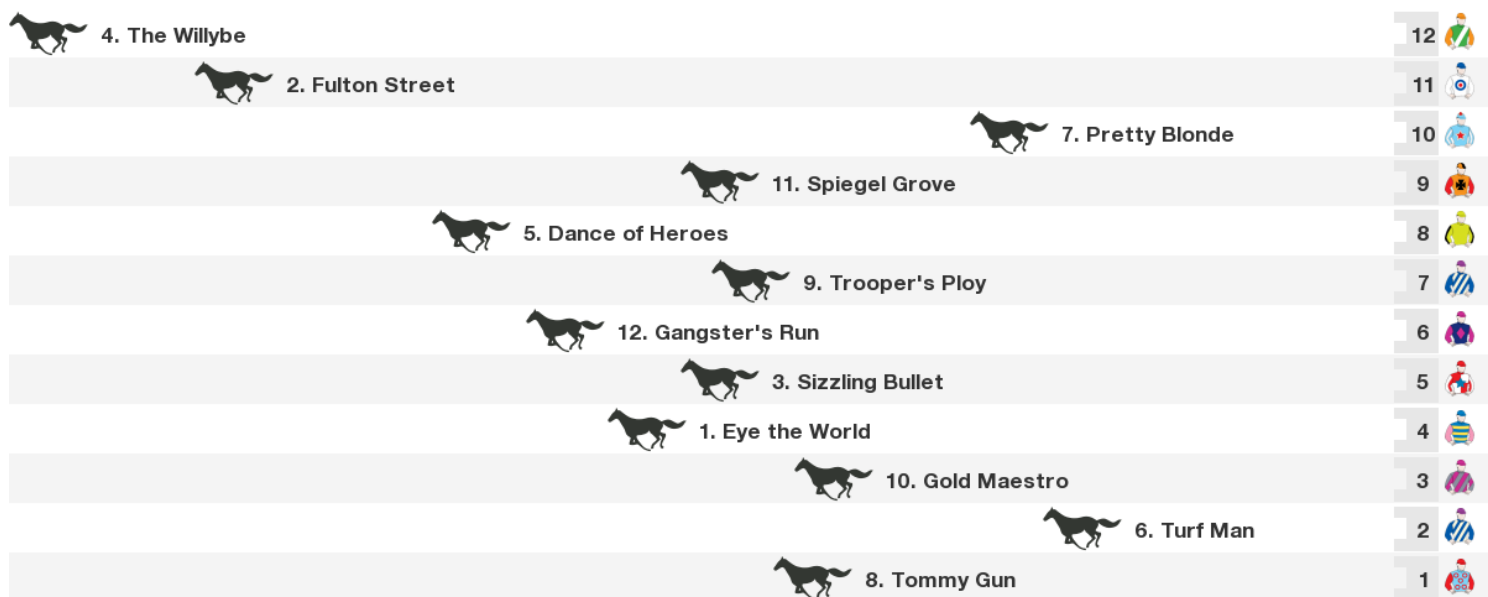 4. The Willybe 12
2. Fulton Street 11
7. Pretty Blonde 10
11. Spiegel Grove 9
5. Dance of Heroes 8
9. Trooper's Ploy 7
12. Gangster's Run 6
3. Sizzling Bullet 5
1. Eye the World 4
10. Gold Maestro 3
6. Turf Man 2
8. Tommy Gun 1